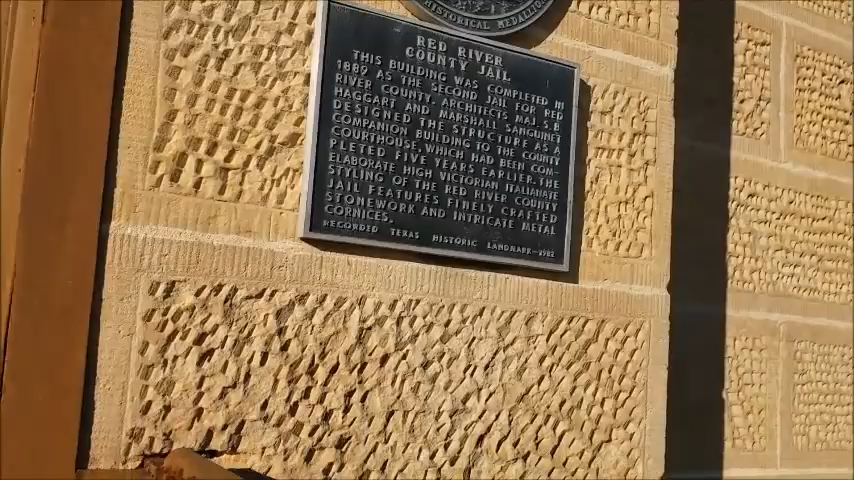 HISTORICAL MEDALLION
RED RIVER
COUNTY JAIL
THIS BUILDING WAS COMPLETED IN
1889 AS THE SECOND JAIL FOR RED
RIVER COUNTY. ARCHITECTS MAJ. S.B.
HAGGART AND MARSHALL SANGUINET
DESIGNED THE STRUCTURE AS A
COMPANION BUILDING TO THE COUNTY
COURTHOUSE, WHICH HAD BEEN COM-
PLETED FIVE YEARS EARLIER. THE
ELABORATE HIGH VICTORIAN ITALIANATE
STYLING OF THE RED RIVER COUNTY
JAIL FEATURES FINELY CRAFTED
STONEWORK AND INTRICATE METAL
CORNICES.
RECORDED TEXAS HISTORIC LANDMARK-1982